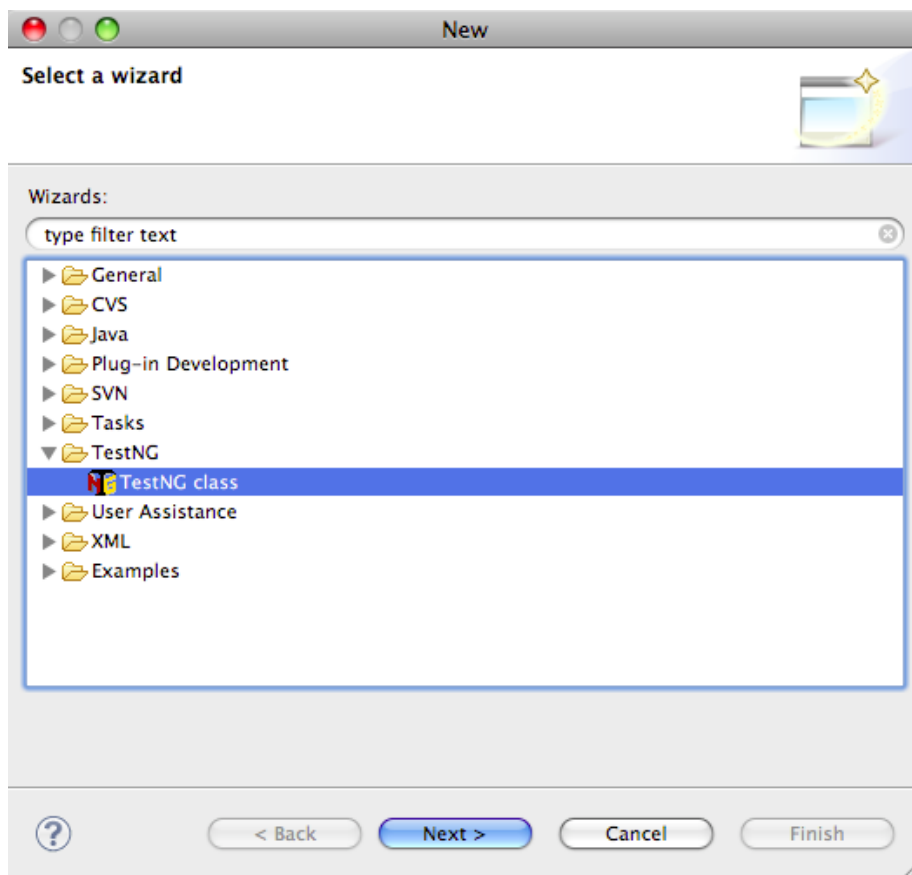 New
Select a wizard
Wizards:
type filter text
General
CVS
Java
Plug-in Development
SVN
Tasks
TestNG
TestNG class
User Assistance
XML
Examples
? < Back Next > Cancel Finish